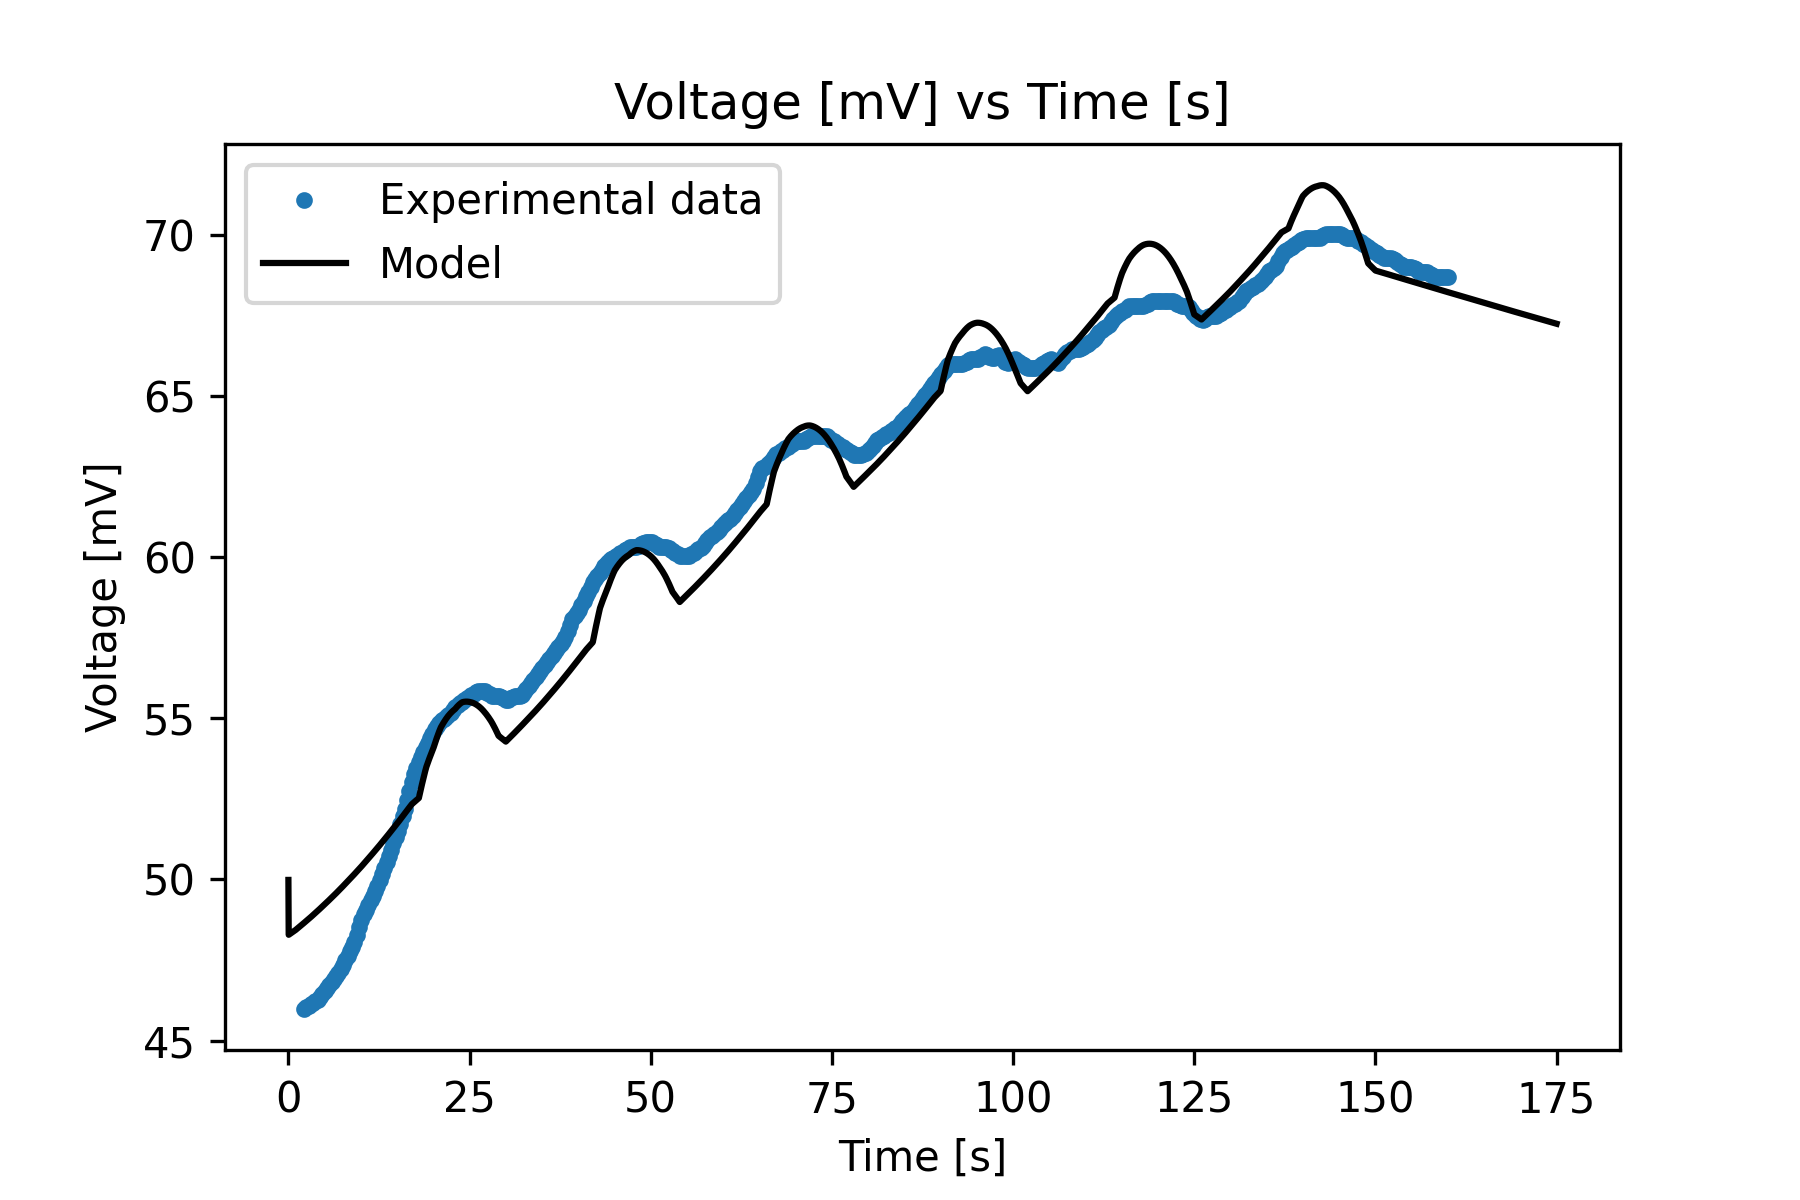 Voltage [mV] vs Time [s]
Experimental data
Model
70
65
60
55
50
45
Voltage [mV]
0 25 50 75 100 125 150 175
Time [s]